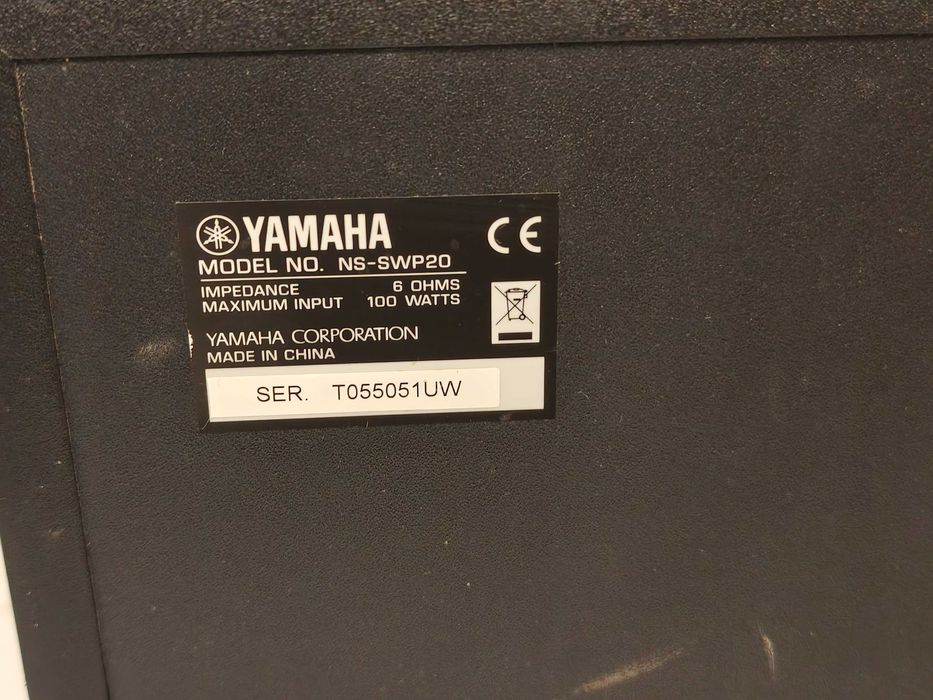 YAMAHA CE
MODEL NO. NS-SWP20
IMPEDANCE 6 OHMS
MAXIMUM INPUT 100 WATTS
YAMAHA CORPORATION
MADE IN CHINA
SER. T055051UW